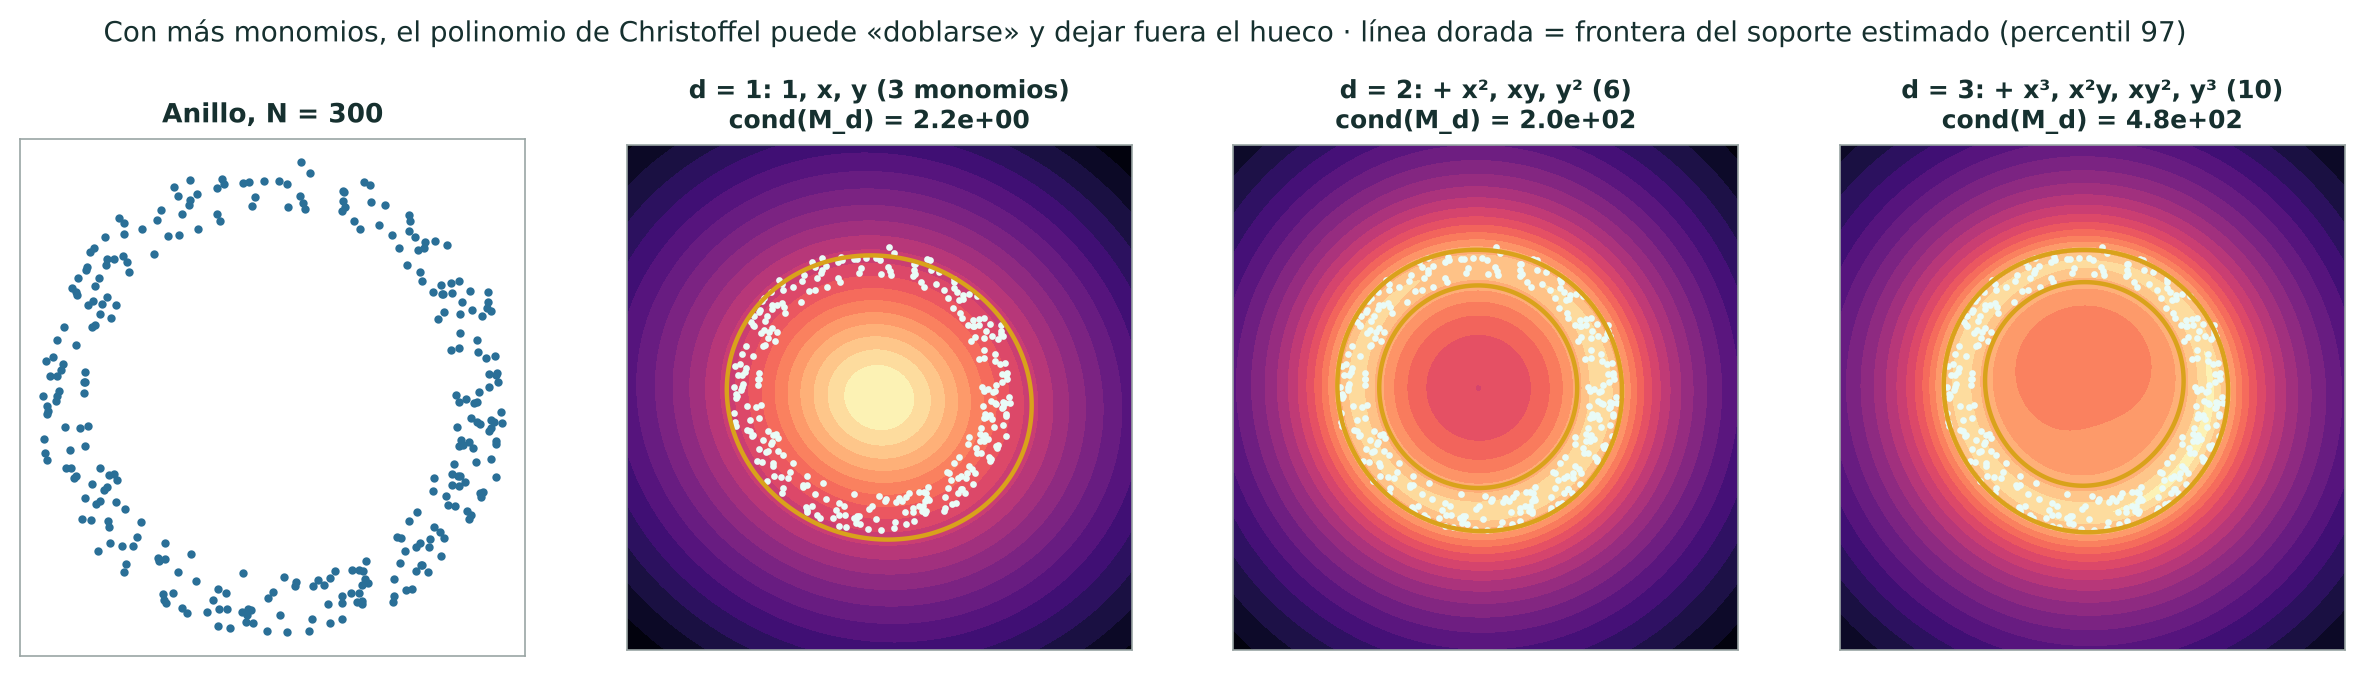 Con más monomios, el polinomio de Christoffel puede «doblarse» y dejar fuera el hueco · línea dorada = frontera del soporte estimado (percentil 97)
Anillo, N = 300
d = 1: 1, x, y (3 monomios)
cond(M_d) = 2.2e+00
d = 2: + x², xy, y² (6)
cond(M_d) = 2.0e+02
d = 3: + x³, x²y, xy², y³ (10)
cond(M_d) = 4.8e+02